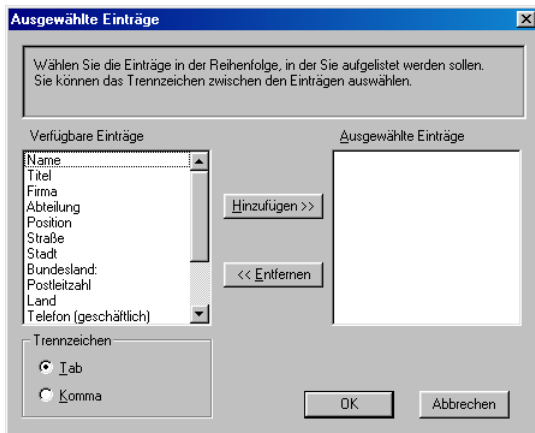 Ausgewählte Einträge
Wählen Sie die Einträge in der Reihenfolge, in der Sie aufgelistet werden sollen.
Sie können das Trennzeichen zwischen den Einträgen auswählen.
Verfügbare Einträge
Ausgewählte Einträge
Name
Titel
Firma
Abteilung
Position
Straße
Stadt
Bundesland:
Postleitzahl
Land
Telefon (geschäftlich)
Hinzufügen >>
<< Entfernen
Trennzeichen
Tab
Komma
OK
Abbrechen